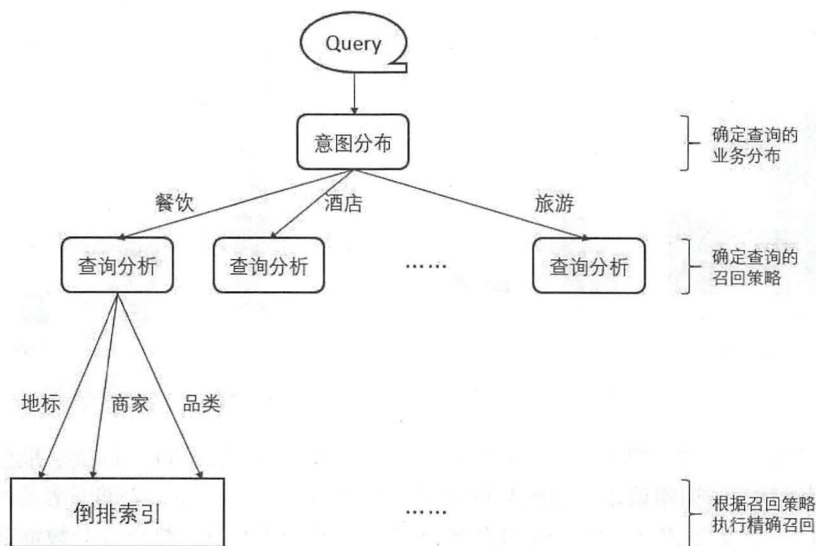 Query
意图分布
确定查询的
业务分布
餐饮
酒店
旅游
查询分析
查询分析
……
查询分析
确定查询的
召回策略
地标
商家
品类
倒排索引
……
根据召回策略
执行精确召回